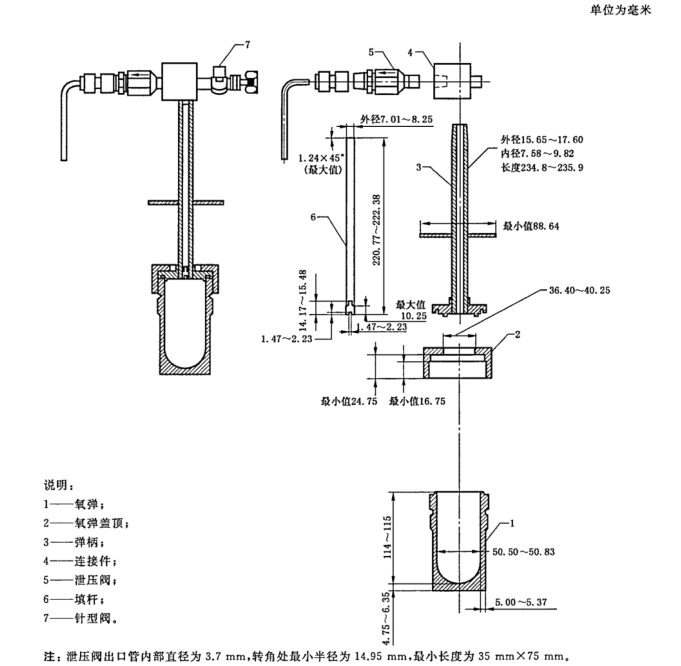 单位为毫米
7
5
4
外径7.01～8.25
1.24×45°
(最大值)
外径15.65～17.60
内径7.58～9.82
长度234.8～235.9
3
6
220.77～222.38
最小值88.64
14.17～15.48
最大值
10.25
36.40～40.25
1.47～2.23
1.47～2.23
2
最小值24.75
最小值16.75
说明：
1——氧弹；
2——氧弹盖顶；
3——弹柄；
4——连接件；
5——泄压阀；
6——填杆；
7——针型阀。
114～115
1
50.50～50.83
4.75～6.35
5.00～5.37
注：泄压阀出口管内部直径为 3.7 mm,转角处最小半径为 14.95 mm,最小长度为 35 mm×75 mm。